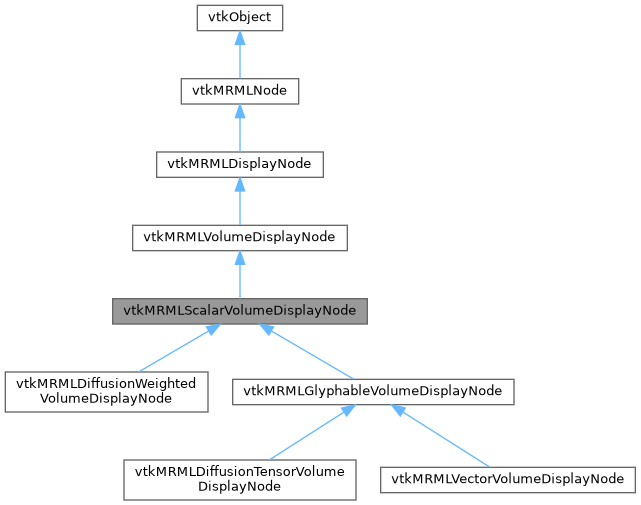 vtkObject
vtkMRMLNode
vtkMRMLDisplayNode
vtkMRMLVolumeDisplayNode
vtkMRMLScalarVolumeDisplayNode
vtkMRMLDiffusionWeighted
VolumeDisplayNode
vtkMRMLGlyphableVolumeDisplayNode
vtkMRMLDiffusionTensorVolume
DisplayNode
vtkMRMLVectorVolumeDisplayNode